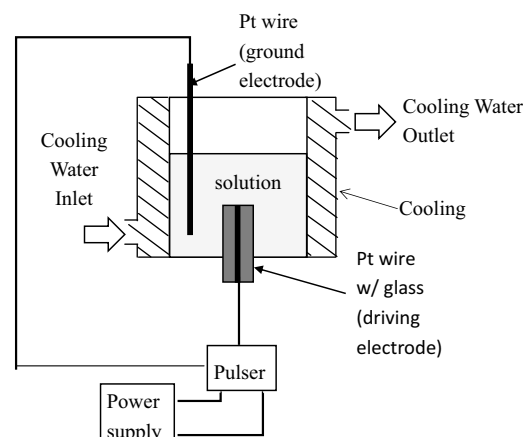 Pt wire
(ground
electrode)
Cooling Water
Outlet
Cooling
Water
Inlet
solution
Cooling
Pt wire
w/ glass
(driving
electrode)
Pulser
Power
supply